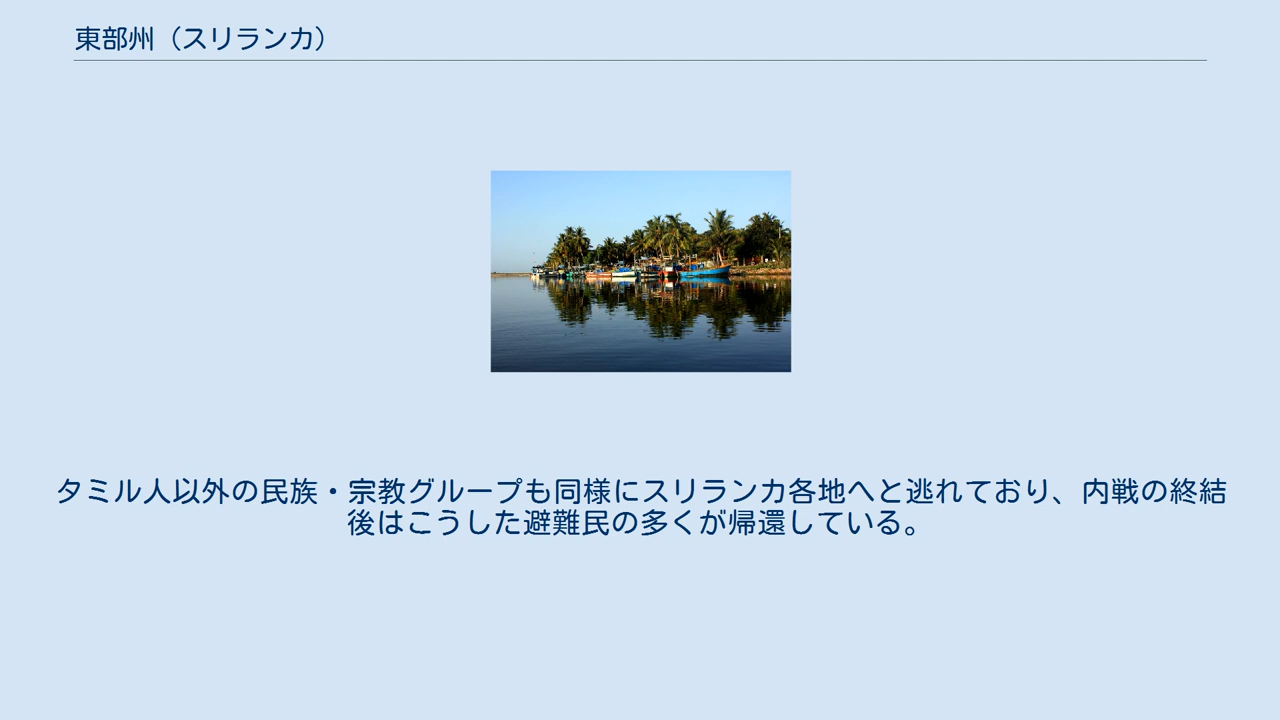 東部州（スリランカ）
タミル人以外の民族・宗教グループも同様にスリランカ各地へと逃れており、内戦の終結
後はこうした避難民の多くが帰還している。